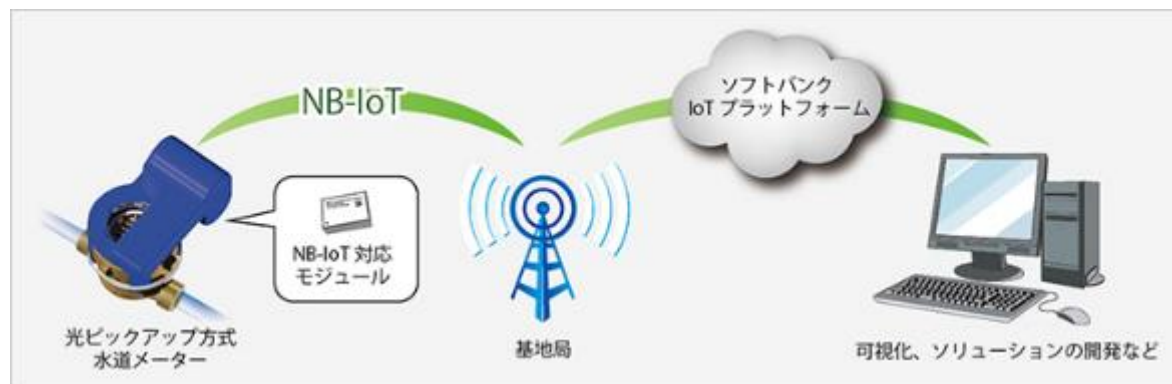 NB-IoT
ソフトバンク
IoT プラットフォーム
NB-IoT 対応
モジュール
光ピックアップ方式
水道メーター
基地局
可視化、ソリューションの開発など